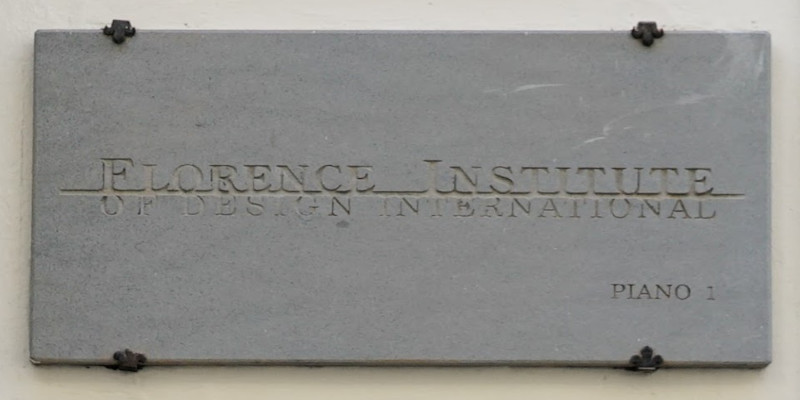 FLORENCE INSTITUTE
OF DESIGN INTERNATIONAL
PIANO 1